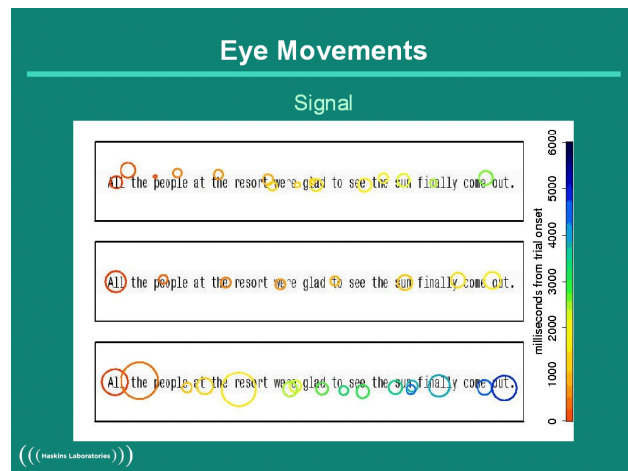 Eye Movements
Signal
All the people at the resort were glad to see the sun finally come out.
All the people at the resort were glad to see the sun finally come out.
All the people at the resort were glad to see the sun finally come out.
milliseconds from trial onset
0 1000 2000 3000 4000 5000 6000
(((Haskins Laboratories)))